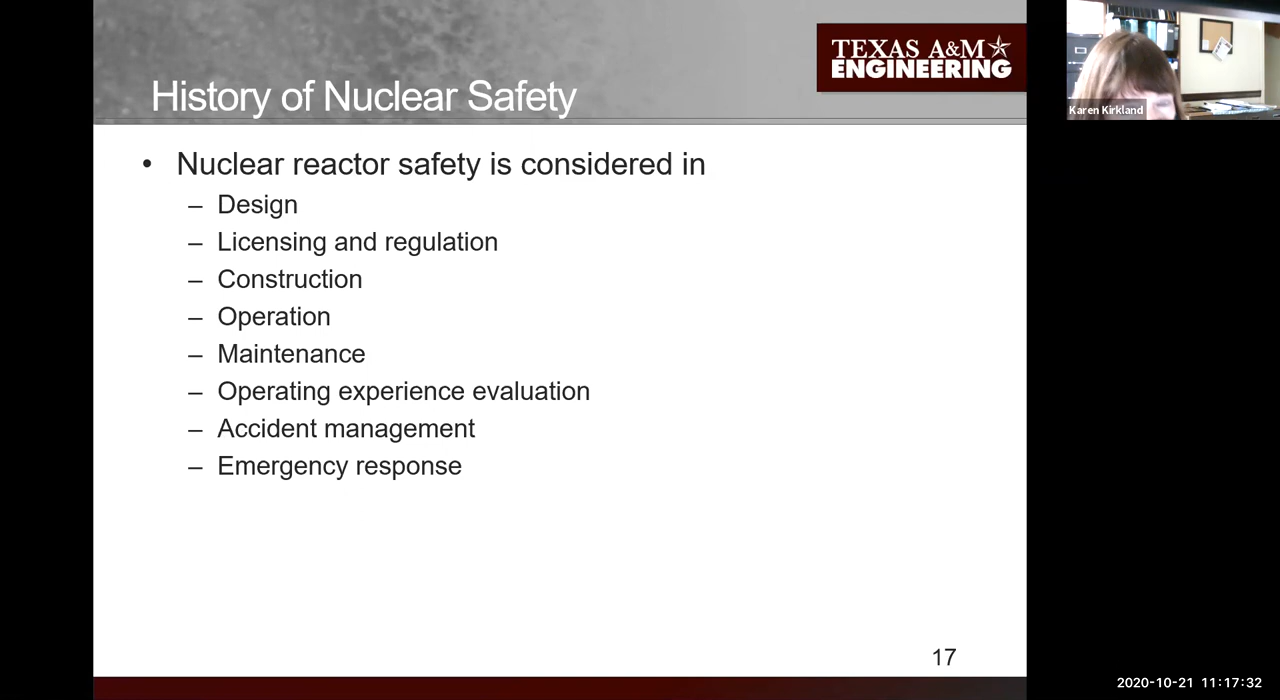 TEXAS A&M
ENGINEERING
History of Nuclear Safety
• Nuclear reactor safety is considered in
– Design
– Licensing and regulation
– Construction
– Operation
– Maintenance
– Operating experience evaluation
– Accident management
– Emergency response
17
Karen Kirkland
2020-10-21 11:17:32